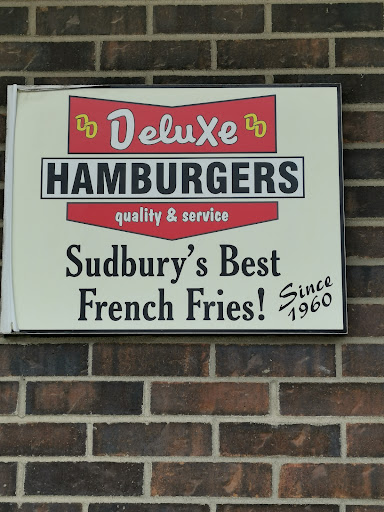 DD DeluXe DD
HAMBURGERS
quality & service
Sudbury's Best
French Fries!
Since
1960